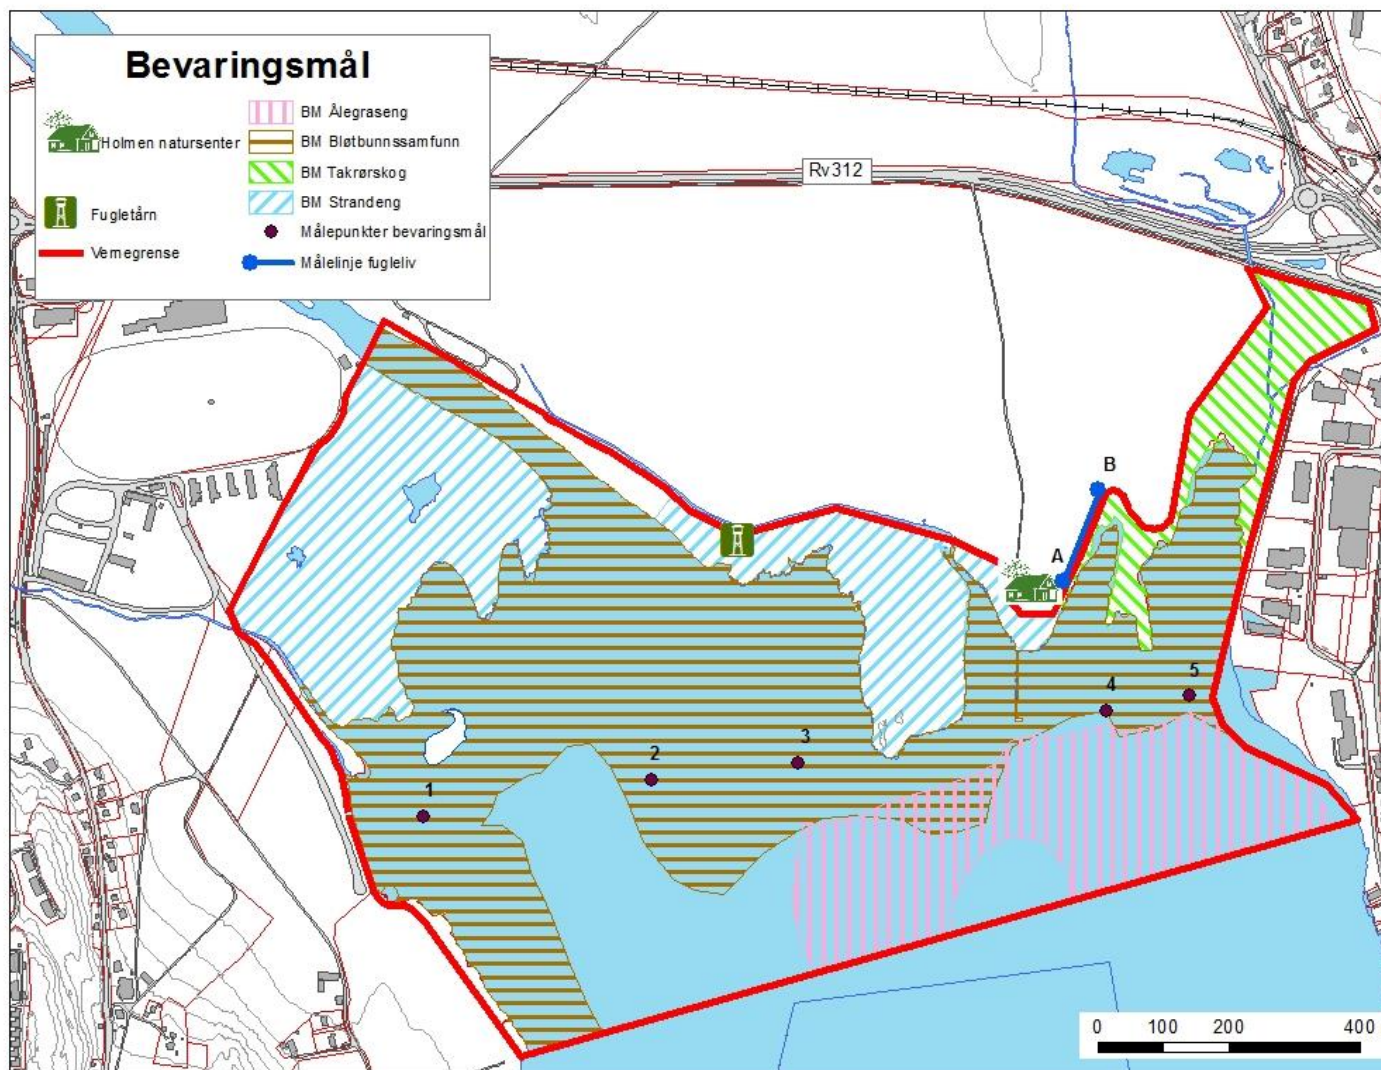 Bevaringsmål
Holmen natursenter
Fugletårn
Vernegrense
BM Ålegraseng
BM Bløtbunnssamfunn
BM Takrørskog
BM Strandeng
Målepunkter bevaringsmål
Målelinje fugleliv
Rv312
B
A
5
4
3
2
1
0 100 200 400